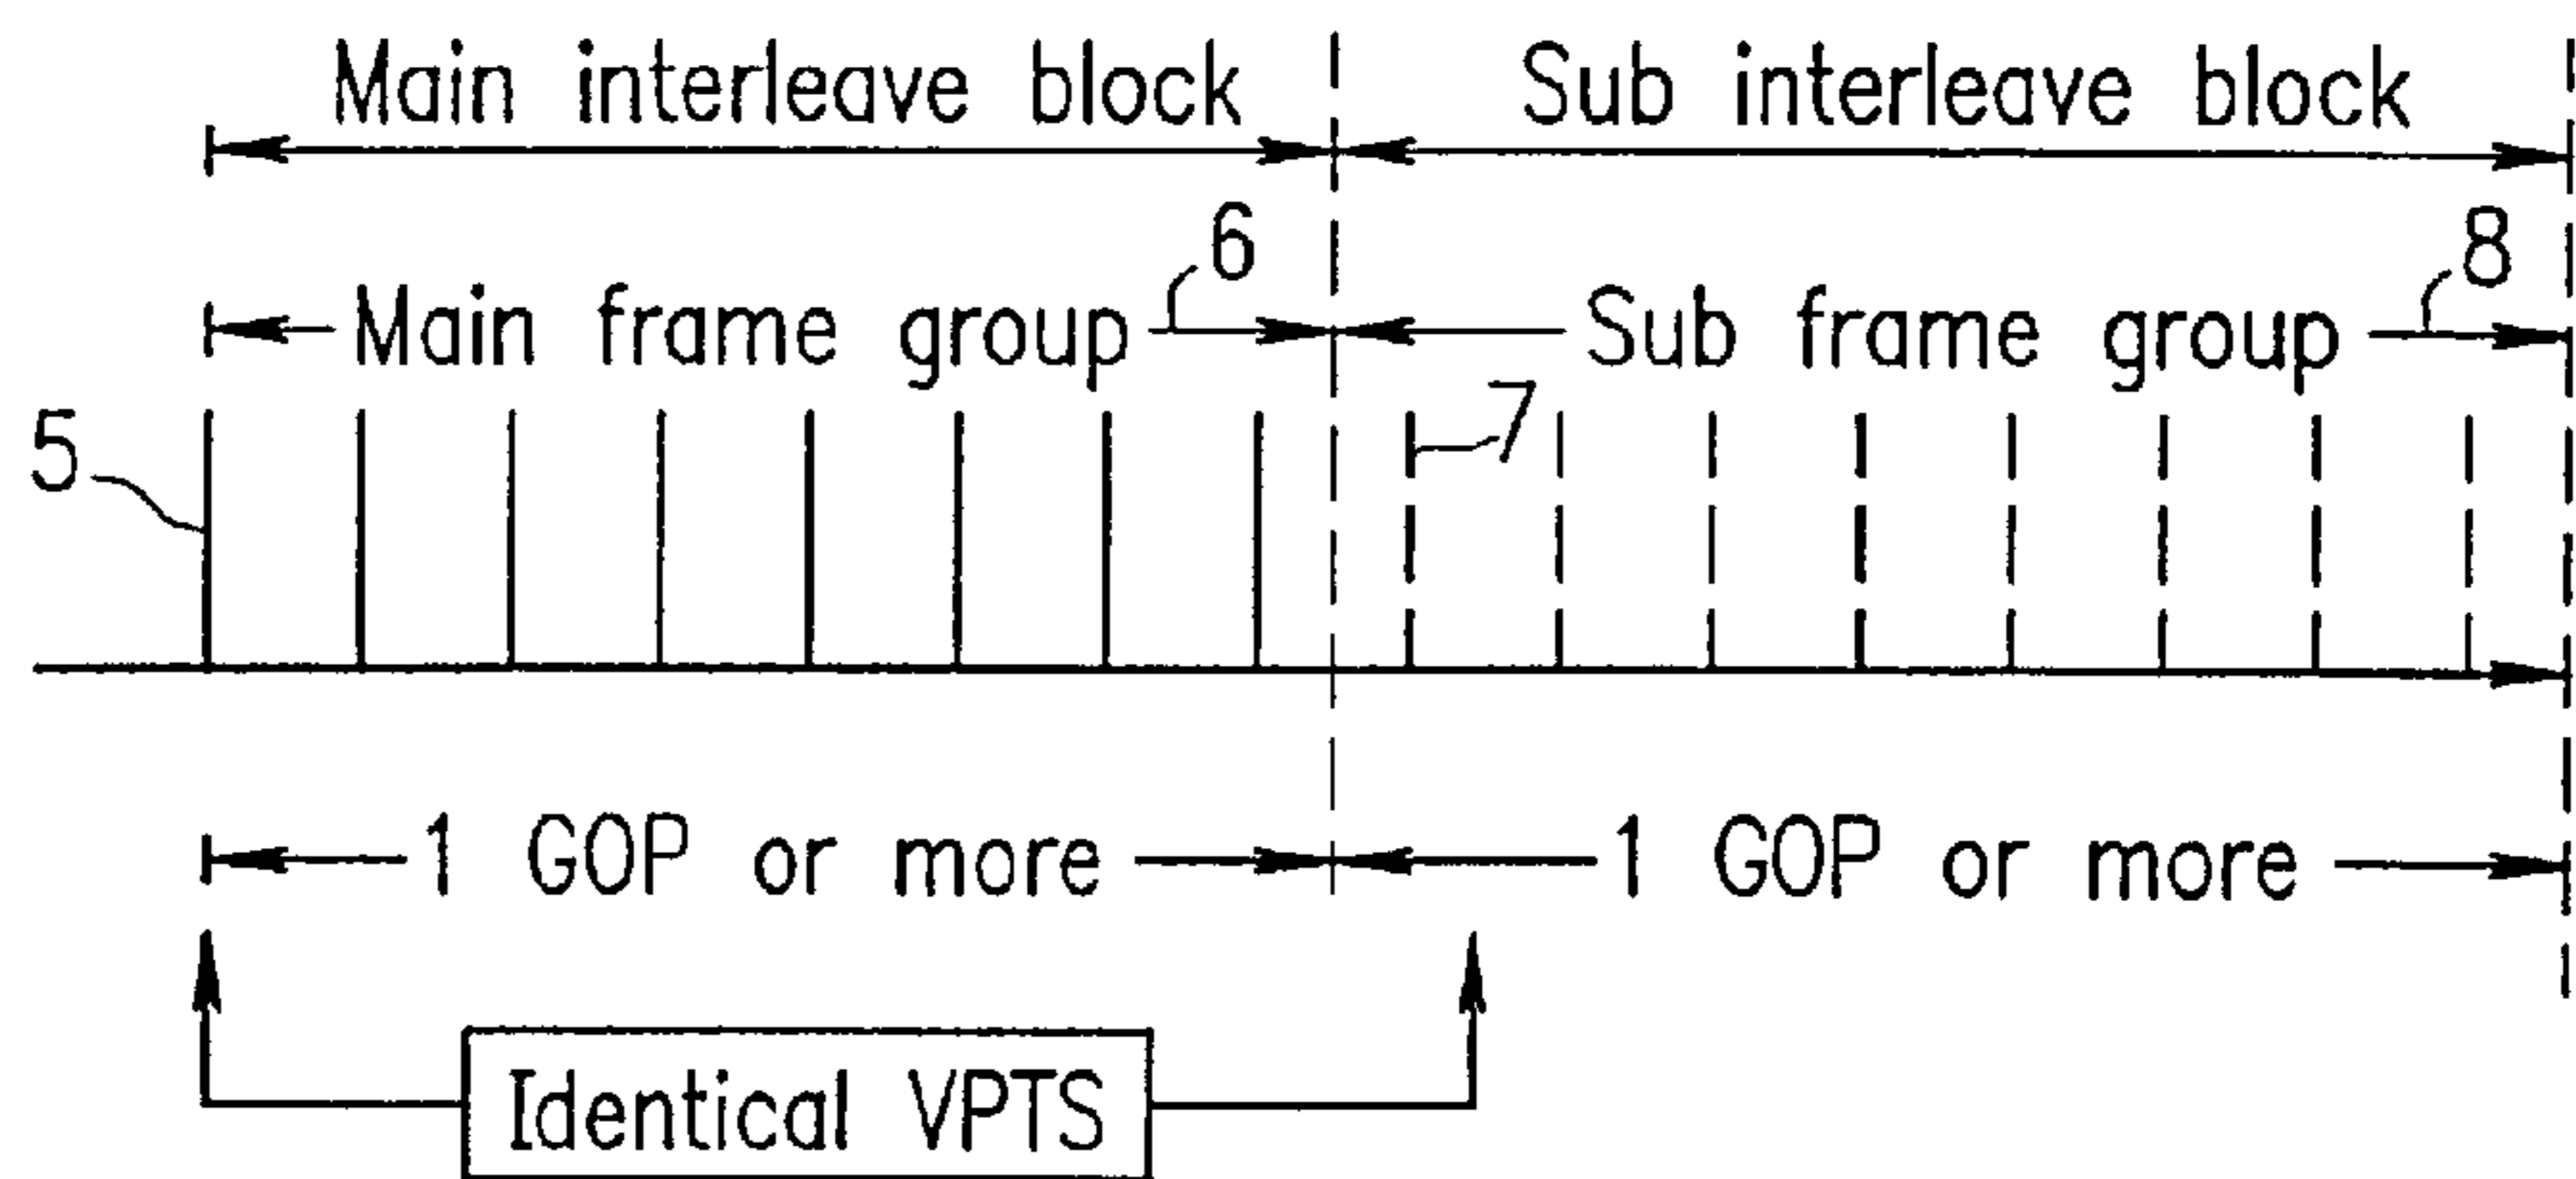 Main interleave block Sub interleave block
6 8
Main frame group Sub frame group
5 7
1 GOP or more 1 GOP or more
Identical VPTS